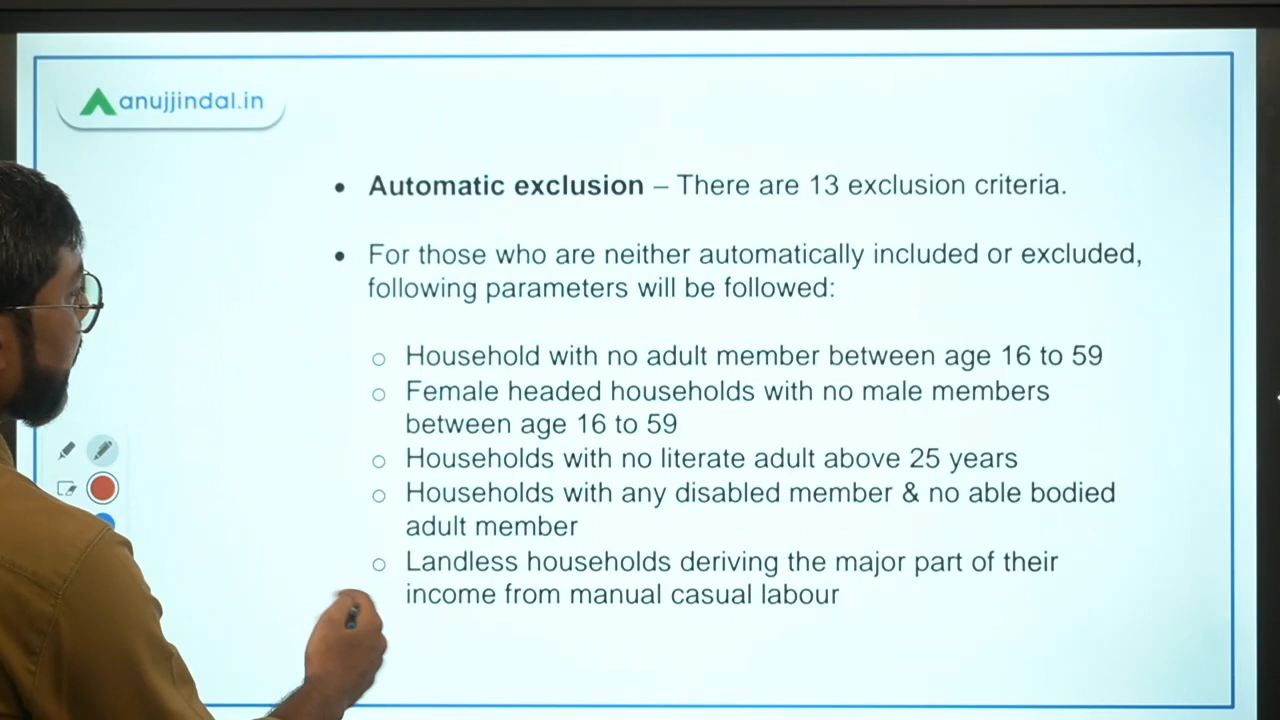 anujjindal.in
• Automatic exclusion – There are 13 exclusion criteria.
• For those who are neither automatically included or excluded,
following parameters will be followed:
○ Household with no adult member between age 16 to 59
○ Female headed households with no male members
between age 16 to 59
○ Households with no literate adult above 25 years
○ Households with any disabled member & no able bodied
adult member
○ Landless households deriving the major part of their
income from manual casual labour